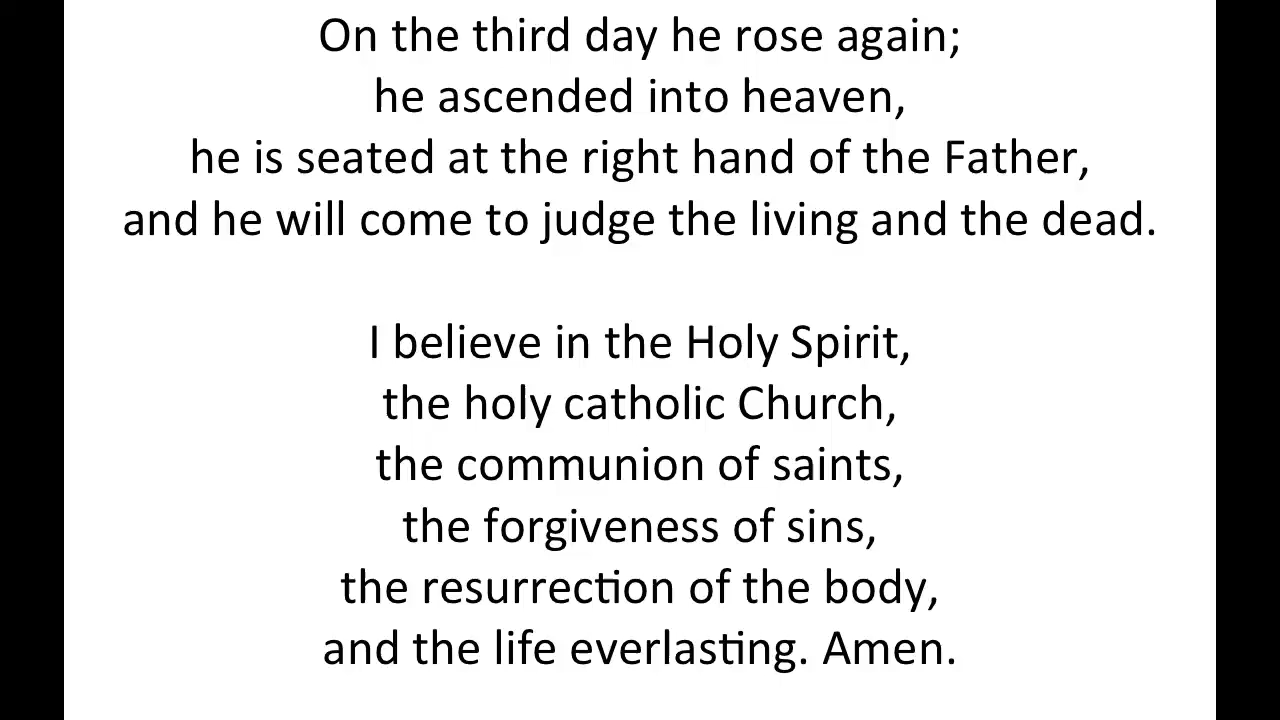 On the third day he rose again;
he ascended into heaven,
he is seated at the right hand of the Father,
and he will come to judge the living and the dead.
I believe in the Holy Spirit,
the holy catholic Church,
the communion of saints,
the forgiveness of sins,
the resurrection of the body,
and the life everlasting. Amen.